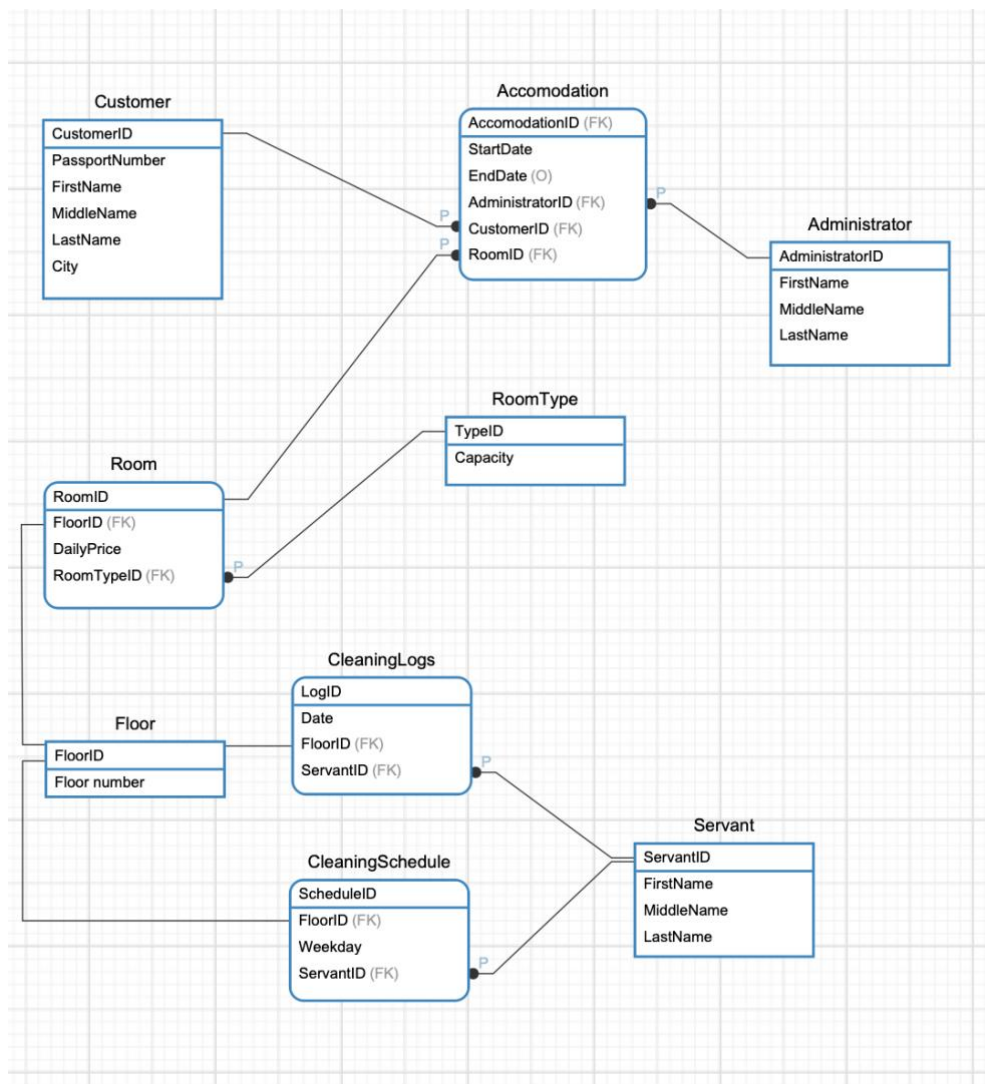 Customer
CustomerID
PassportNumber
FirstName
MiddleName
LastName
City
Accomodation
AccomodationID (FK)
StartDate
EndDate (O)
AdministratorID (FK)
CustomerID (FK)
RoomID (FK)
P
P
P
Administrator
AdministratorID
FirstName
MiddleName
LastName
RoomType
TypeID
Capacity
Room
RoomID
FloorID (FK)
DailyPrice
RoomTypeID (FK)
P
CleaningLogs
LogID
Date
FloorID (FK)
ServantID (FK)
P
Floor
FloorID
Floor number
Servant
ServantID
FirstName
MiddleName
LastName
CleaningSchedule
ScheduleID
FloorID (FK)
Weekday
ServantID (FK)
P